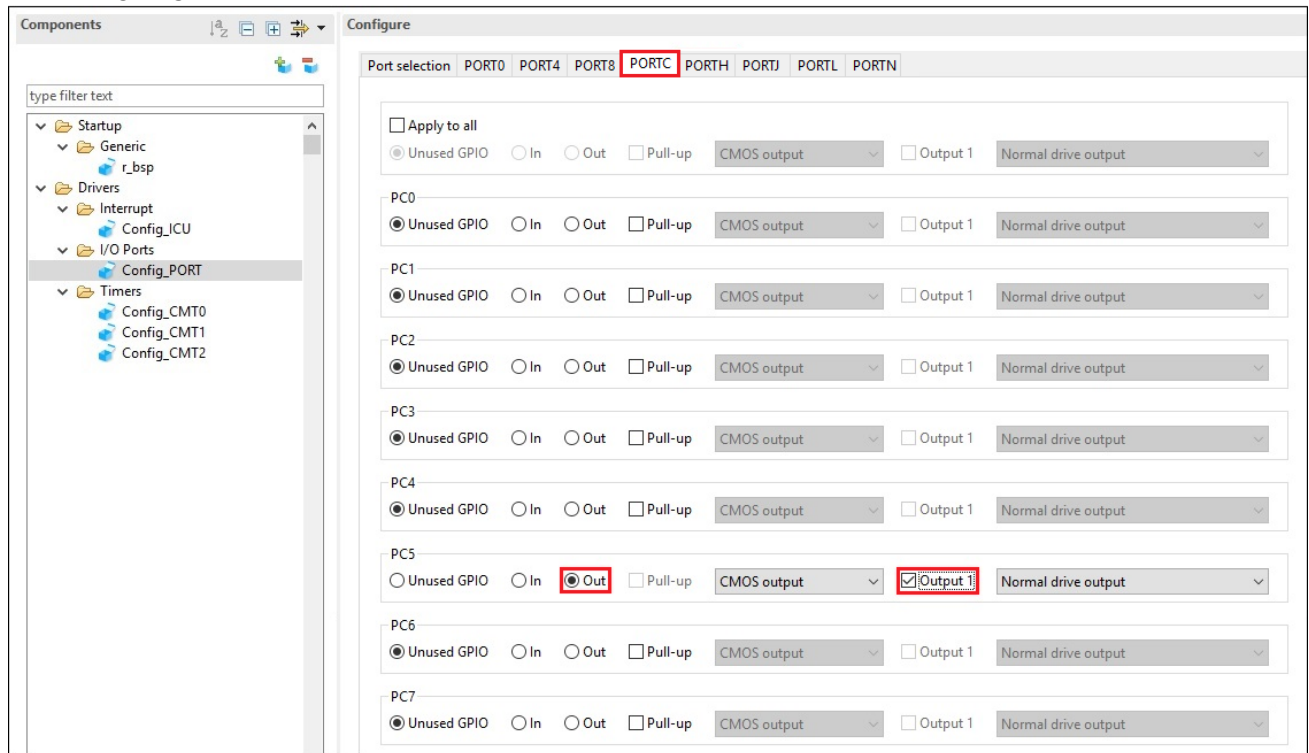 Components
Configure
type filter text
Startup
Generic
r_bsp
Drivers
Interrupt
Config_ICU
I/O Ports
Config_PORT
Timers
Config_CMT0
Config_CMT1
Config_CMT2
Port selection PORT0 PORT4 PORT8 PORTC PORTH PORTJ PORTL PORTN
Apply to all
Unused GPIO In Out Pull-up CMOS output Output 1 Normal drive output
PC0
Unused GPIO In Out Pull-up CMOS output Output 1 Normal drive output
PC1
Unused GPIO In Out Pull-up CMOS output Output 1 Normal drive output
PC2
Unused GPIO In Out Pull-up CMOS output Output 1 Normal drive output
PC3
Unused GPIO In Out Pull-up CMOS output Output 1 Normal drive output
PC4
Unused GPIO In Out Pull-up CMOS output Output 1 Normal drive output
PC5
Unused GPIO In Out Pull-up CMOS output Output 1 Normal drive output
PC6
Unused GPIO In Out Pull-up CMOS output Output 1 Normal drive output
PC7
Unused GPIO In Out Pull-up CMOS output Output 1 Normal drive output